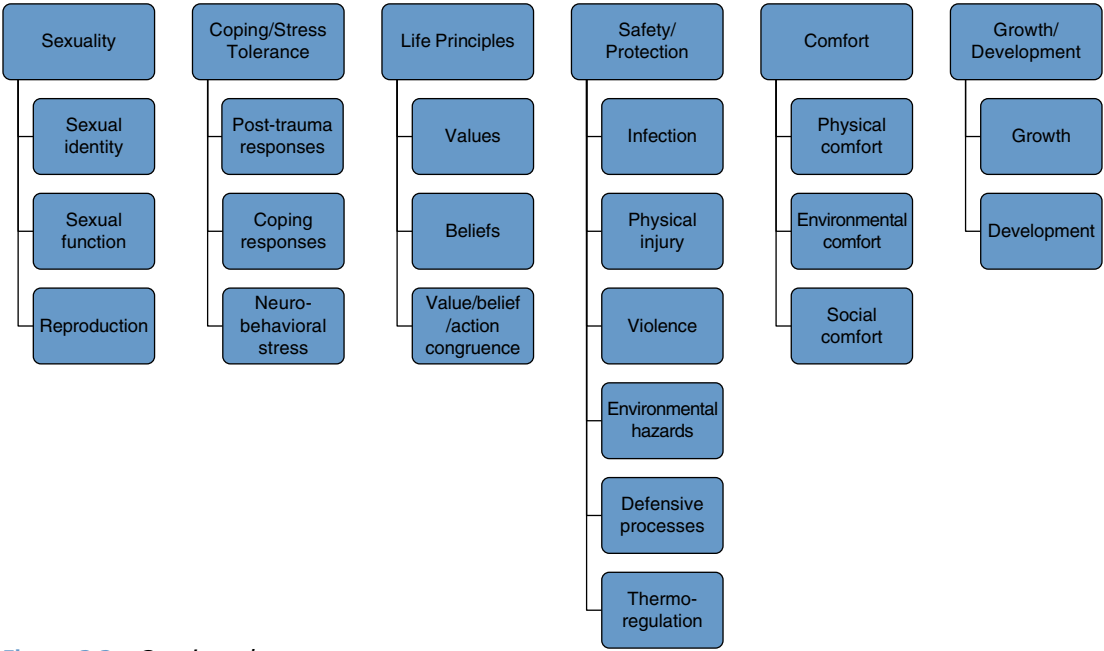 Sexuality
Sexual
identity
Sexual
function
Reproduction
Coping/Stress
Tolerance
Post-trauma
responses
Coping
responses
Neuro-
behavioral
stress
Life Principles
Values
Beliefs
Value/belief
/action
congruence
Safety/
Protection
Infection
Physical
injury
Violence
Environmental
hazards
Defensive
processes
Thermo-
regulation
Comfort
Physical
comfort
Environmental
comfort
Social
comfort
Growth/
Development
Growth
Development